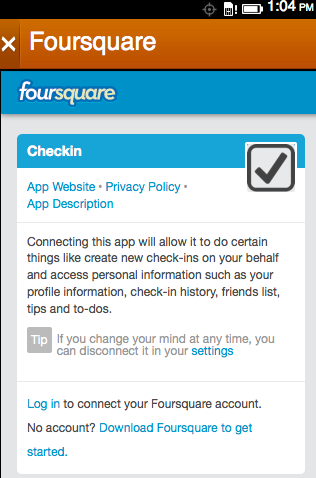 1:04 PM
Foursquare
foursquare
Checkin
App Website • Privacy Policy •
App Description
Connecting this app will allow it to do certain
things like create new check-ins on your behalf
and access personal information such as your
profile information, check-in history, friends list,
tips and to-dos.
Tip If you change your mind at any time, you
can disconnect it in your settings
Log in to connect your Foursquare account.
No account? Download Foursquare to get
started.